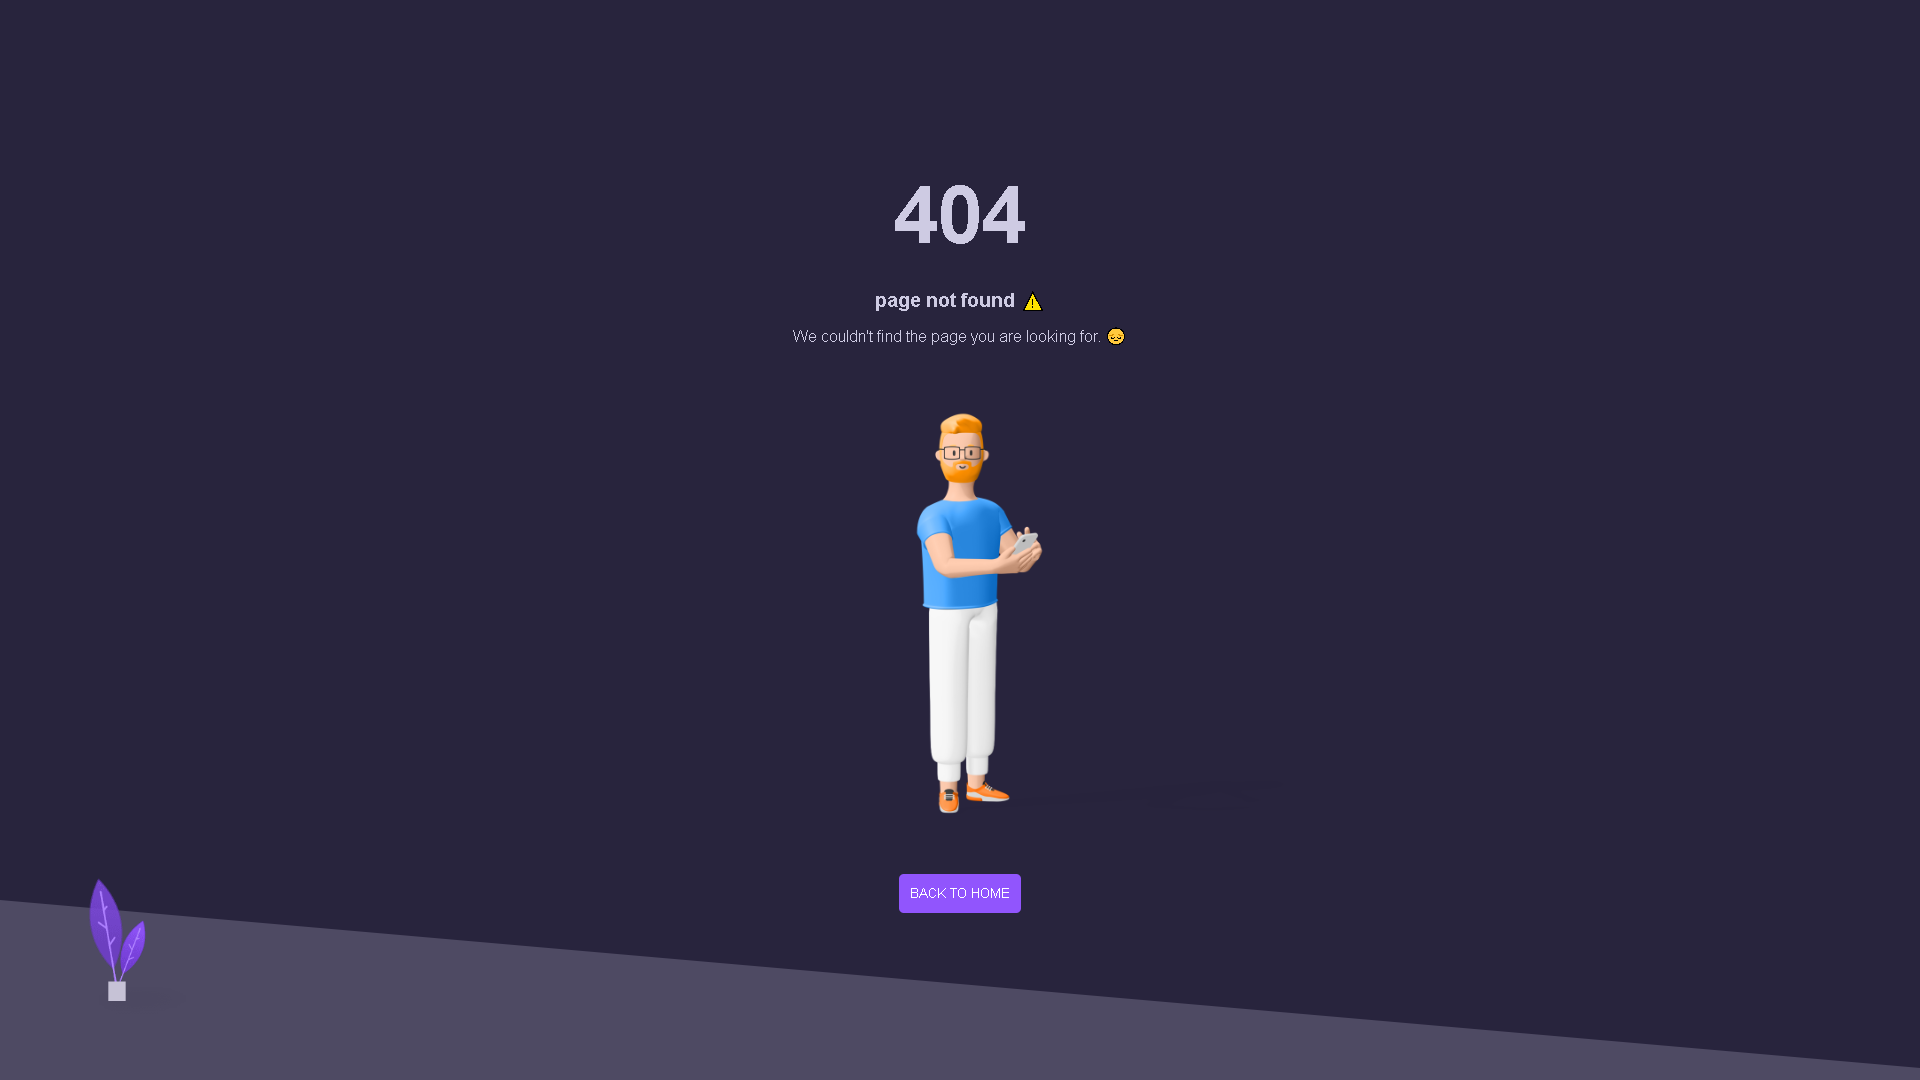 404
page not found ⚠️
We couldn't find the page you are looking for. 😔
BACK TO HOME